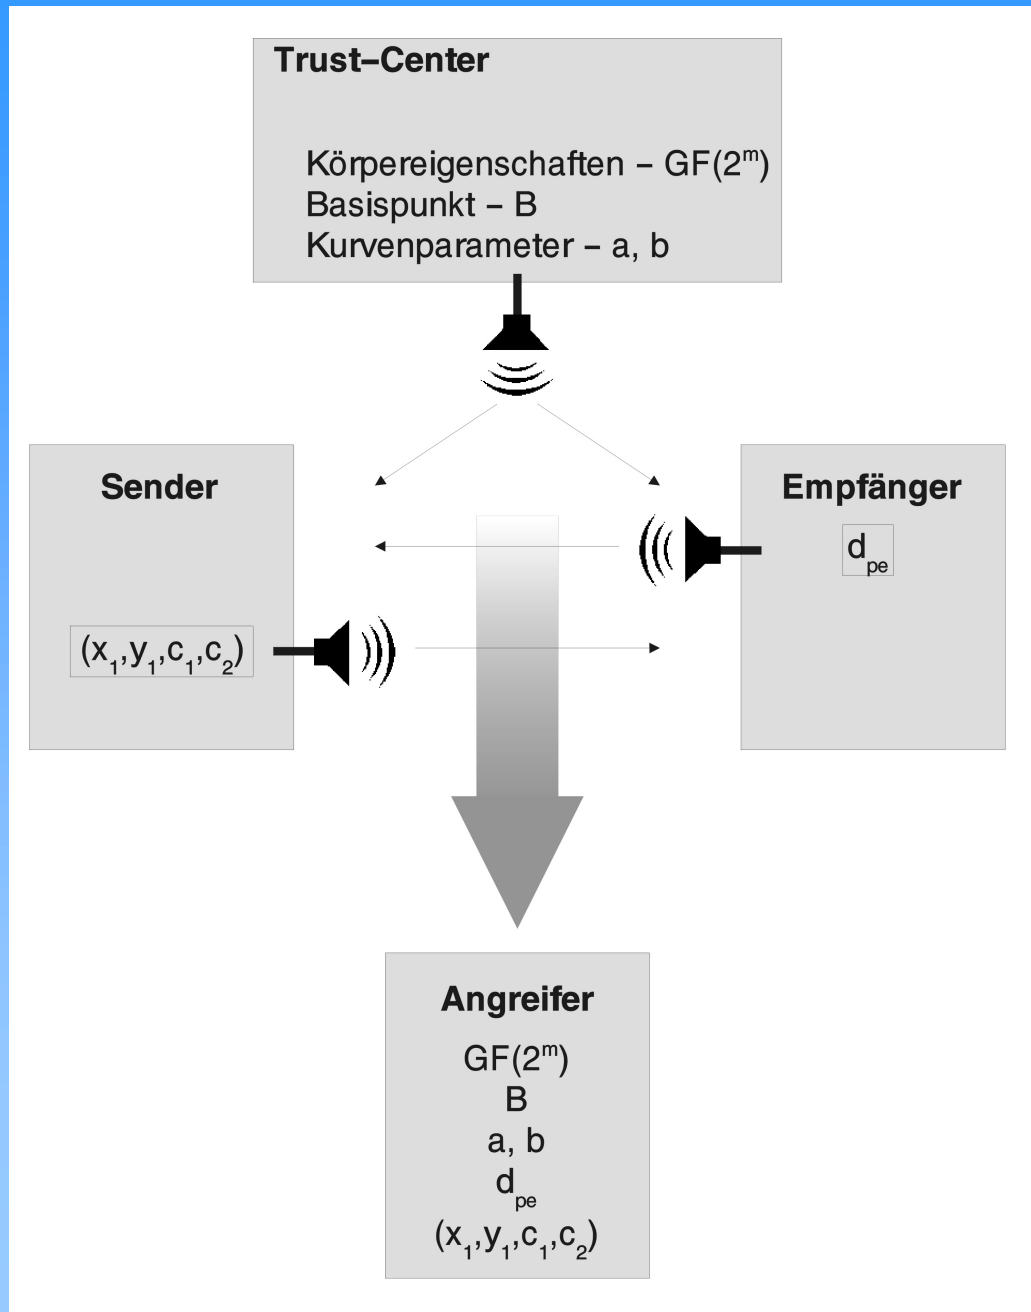 Trust–Center
Körpereigenschaften – GF(2^m)
Basispunkt – B
Kurvenparameter – a, b
Sender
Empfänger
d_pe
(x_1,y_1,c_1,c_2)
Angreifer
GF(2^m)
B
a, b
d_pe
(x_1,y_1,c_1,c_2)